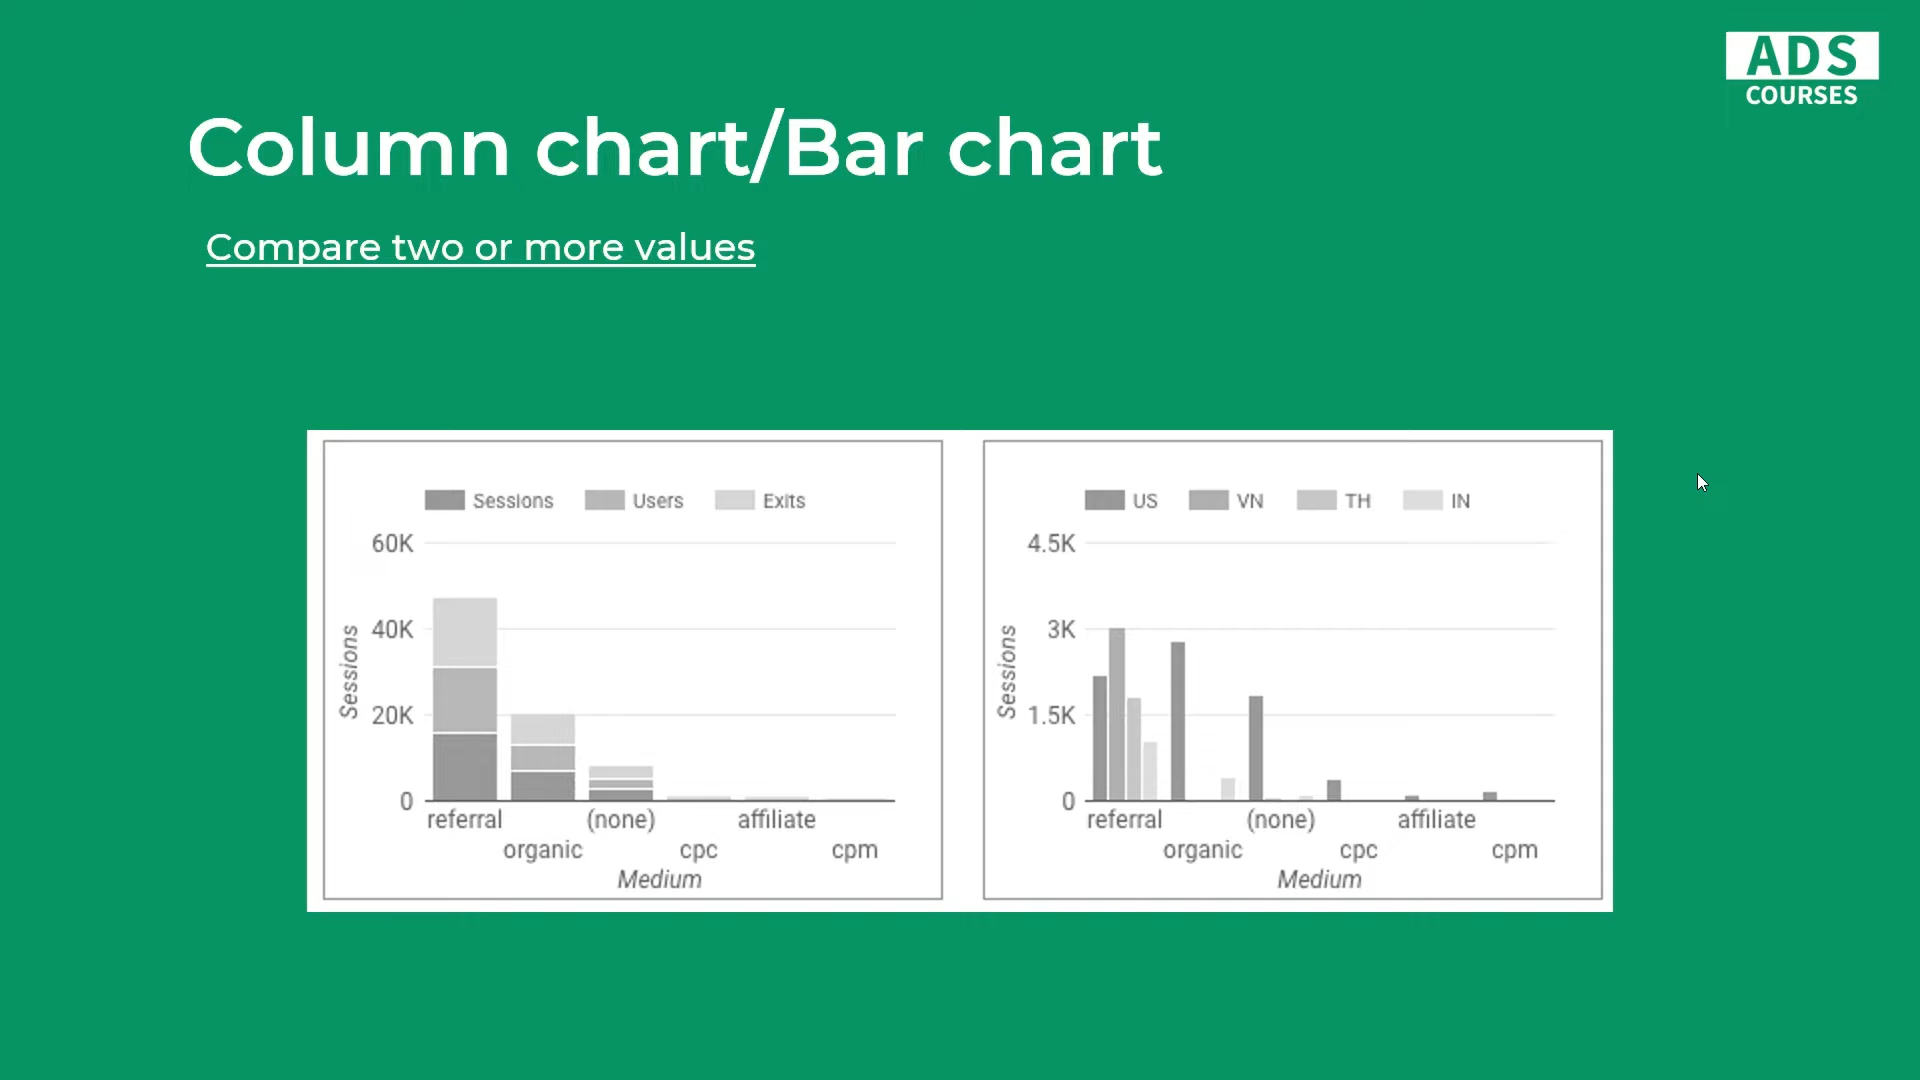 ADS
COURSES
Column chart/Bar chart
Compare two or more values
Sessions Users Exits
60K
40K
20K
0
Sessions
referral (none) affiliate
organic cpc cpm
Medium
US VN TH IN
4.5K
3K
1.5K
0
Sessions
referral (none) affiliate
organic cpc cpm
Medium